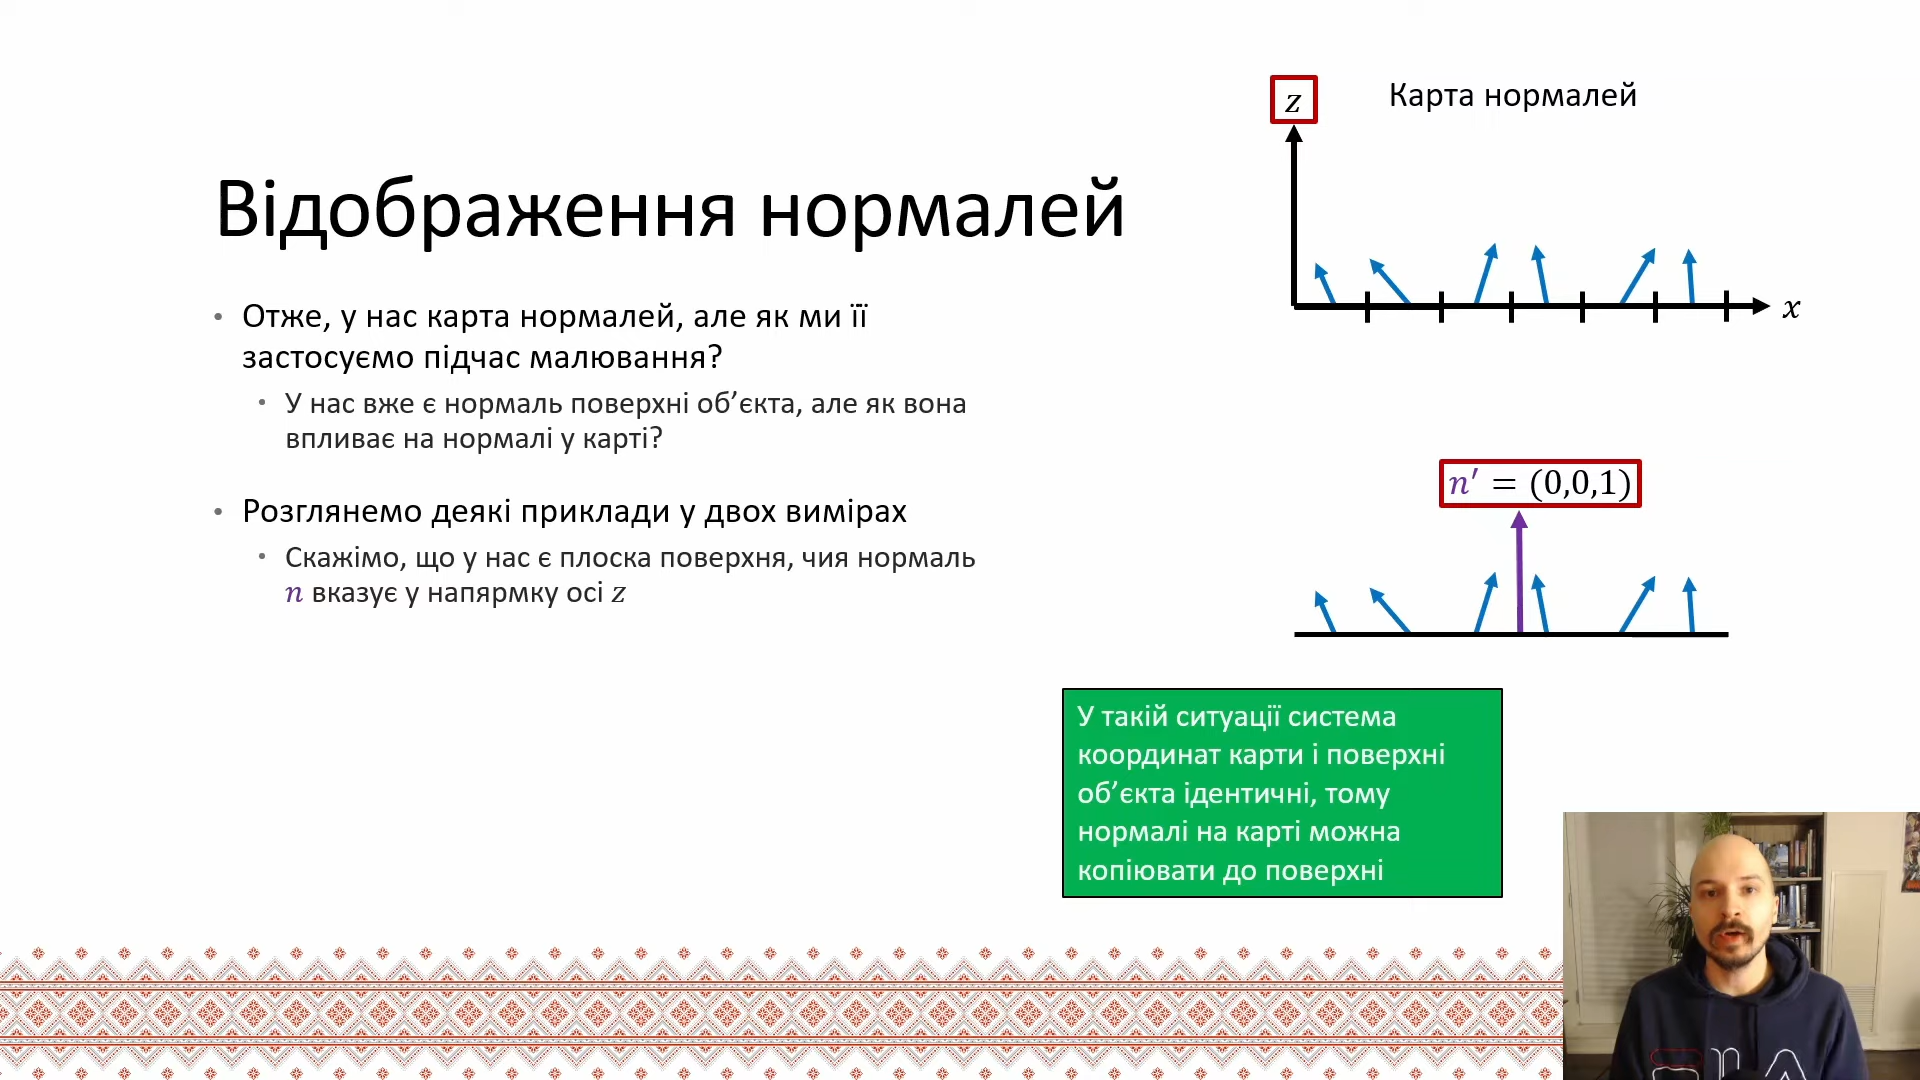 Відображення нормалей
• Отже, у нас карта нормалей, але як ми її
застосуємо підчас малювання?
• У нас вже є нормаль поверхні об’єкта, але як вона
впливає на нормалі у карті?
• Розглянемо деякі приклади у двох вимірах
• Скажімо, що у нас є плоска поверхня, чия нормаль
n вказує у напярмку осі z
z
Карта нормалей
x
n′ = (0,0,1)
У такій ситуації система
координат карти і поверхні
об’єкта ідентичні, тому
нормалі на карті можна
копіювати до поверхні